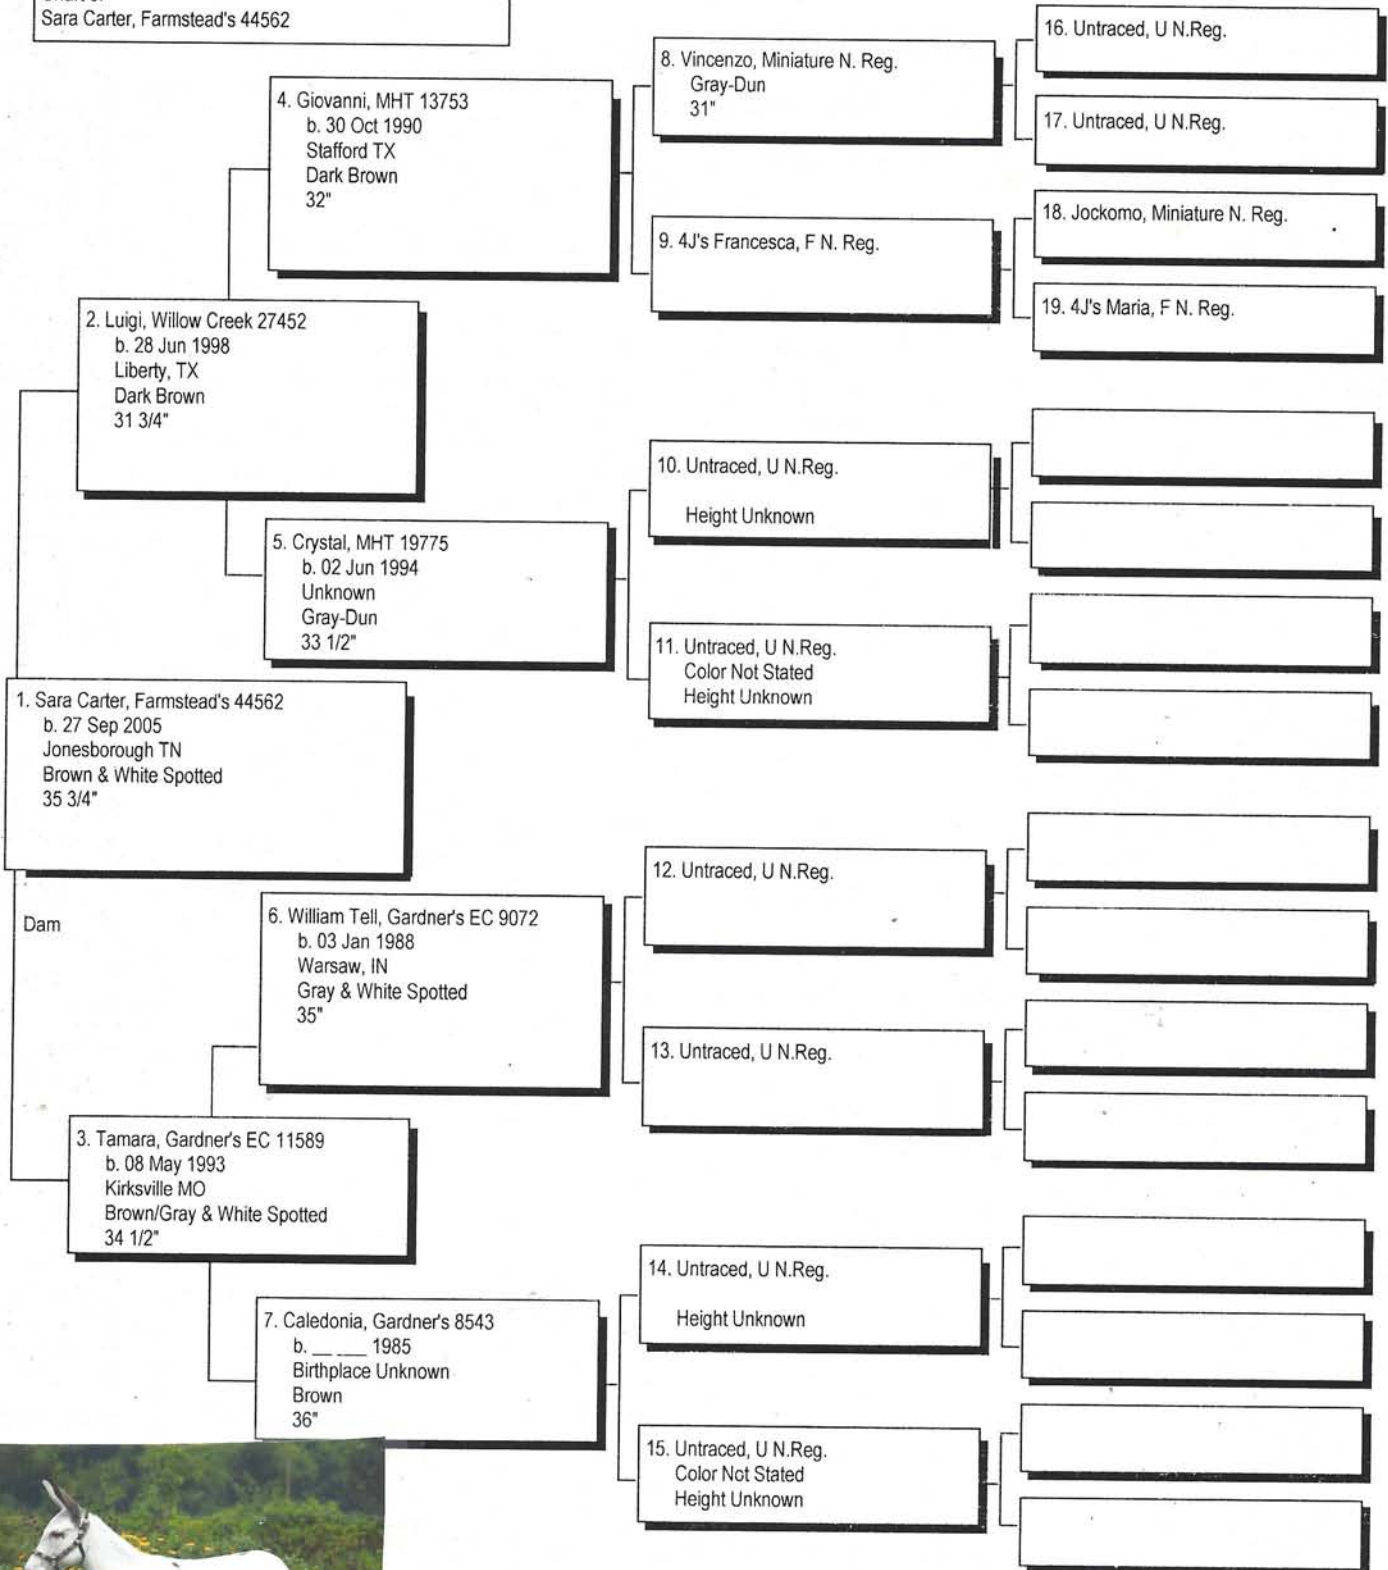 Sara Carter, Farmstead's 44562
16. Untraced, U N.Reg.
8. Vincenzo, Miniature N. Reg.
Gray-Dun
31"
4. Giovanni, MHT 13753
b. 30 Oct 1990
Stafford TX
Dark Brown
32"
17. Untraced, U N.Reg.
18. Jockomo, Miniature N. Reg.
9. 4J's Francesca, F N. Reg.
19. 4J's Maria, F N. Reg.
2. Luigi, Willow Creek 27452
b. 28 Jun 1998
Liberty, TX
Dark Brown
31 3/4"
10. Untraced, U N.Reg.
Height Unknown
5. Crystal, MHT 19775
b. 02 Jun 1994
Unknown
Gray-Dun
33 1/2"
11. Untraced, U N.Reg.
Color Not Stated
Height Unknown
1. Sara Carter, Farmstead's 44562
b. 27 Sep 2005
Jonesborough TN
Brown & White Spotted
35 3/4"
12. Untraced, U N.Reg.
Dam
6. William Tell, Gardner's EC 9072
b. 03 Jan 1988
Warsaw, IN
Gray & White Spotted
35"
13. Untraced, U N.Reg.
3. Tamara, Gardner's EC 11589
b. 08 May 1993
Kirksville MO
Brown/Gray & White Spotted
34 1/2"
14. Untraced, U N.Reg.
Height Unknown
7. Caledonia, Gardner's 8543
b. __ ___ 1985
Birthplace Unknown
Brown
36"
15. Untraced, U N.Reg.
Color Not Stated
Height Unknown